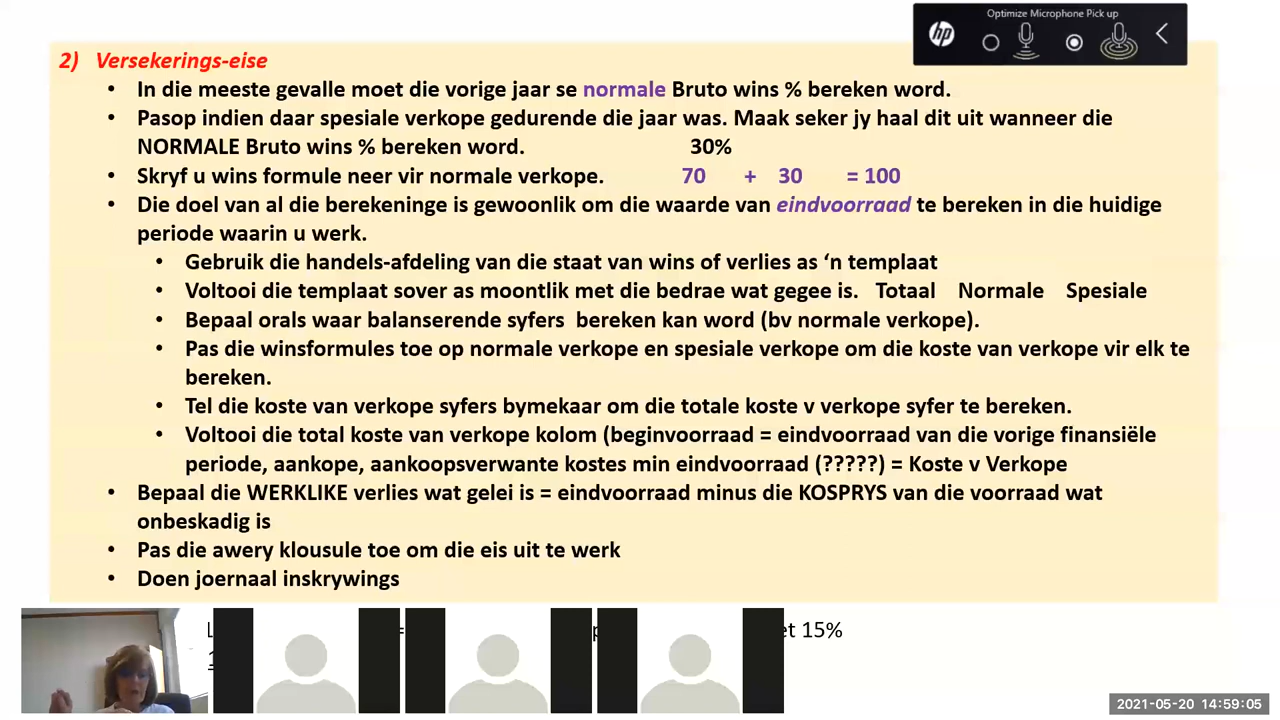 Optimize Microphone Pick up
hp
2) Versekerings-eise
• In die meeste gevalle moet die vorige jaar se normale Bruto wins % bereken word.
• Pasop indien daar spesiale verkope gedurende die jaar was. Maak seker jy haal dit uit wanneer die
NORMALE Bruto wins % bereken word. 30%
• Skryf u wins formule neer vir normale verkope. 70 + 30 = 100
• Die doel van al die berekeninge is gewoonlik om die waarde van eindvoorraad te bereken in die huidige
periode waarin u werk.
• Gebruik die handels-afdeling van die staat van wins of verlies as ‘n templaat
• Voltooi die templaat sover as moontlik met die bedrae wat gegee is. Totaal Normale Spesiale
• Bepaal orals waar balanserende syfers bereken kan word (bv normale verkope).
• Pas die winsformules toe op normale verkope en spesiale verkope om die koste van verkope vir elk te
bereken.
• Tel die koste van verkope syfers bymekaar om die totale koste v verkope syfer te bereken.
• Voltooi die total koste van verkope kolom (beginvoorraad = eindvoorraad van die vorige finansiële
periode, aankope, aankoopsverwante kostes min eindvoorraad (?????) = Koste v Verkope
• Bepaal die WERKLIKE verlies wat gelei is = eindvoorraad minus die KOSPRYS van die voorraad wat
onbeskadig is
• Pas die awery klousule toe om die eis uit te werk
• Doen joernaal inskrywings
15%
2021-05-20 14:59:05